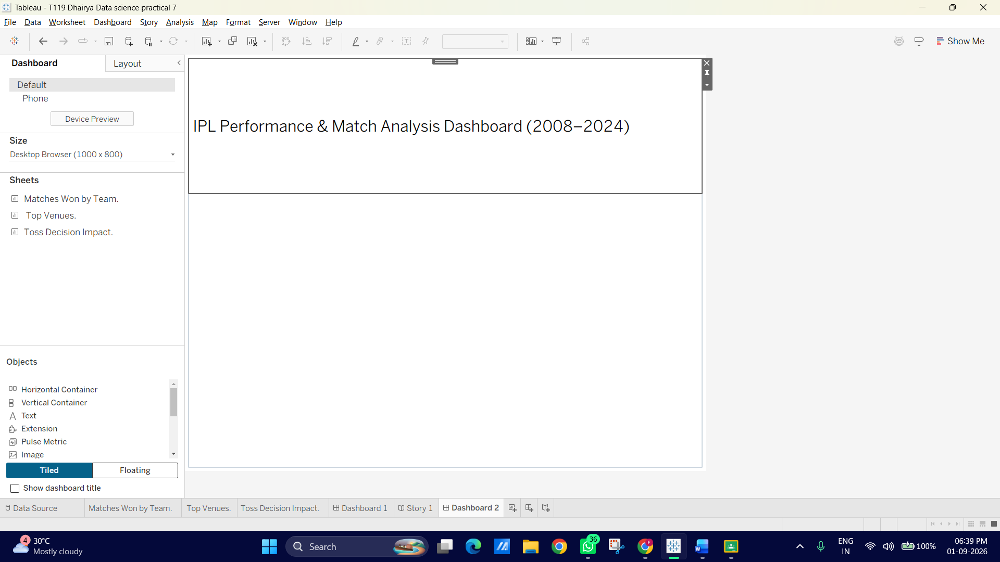 Tableau - T119 Dhairya Data science practical 7
File Data Worksheet Dashboard Story Analysis Map Format Server Window Help
Show Me
Dashboard Layout
Default
Phone
Device Preview
Size
Desktop Browser (1000 x 800)
Sheets
Matches Won by Team.
Top Venues.
Toss Decision Impact.
Objects
Horizontal Container
Vertical Container
Text
Extension
Pulse Metric
Image
Tiled Floating
Show dashboard title
IPL Performance & Match Analysis Dashboard (2008–2024)
Data Source Matches Won by Team. Top Venues. Toss Decision Impact. Dashboard 1 Story 1 Dashboard 2
4 30°C
Mostly cloudy
Search
36
F
ENG
IN
100%
06:39 PM
01-09-2026